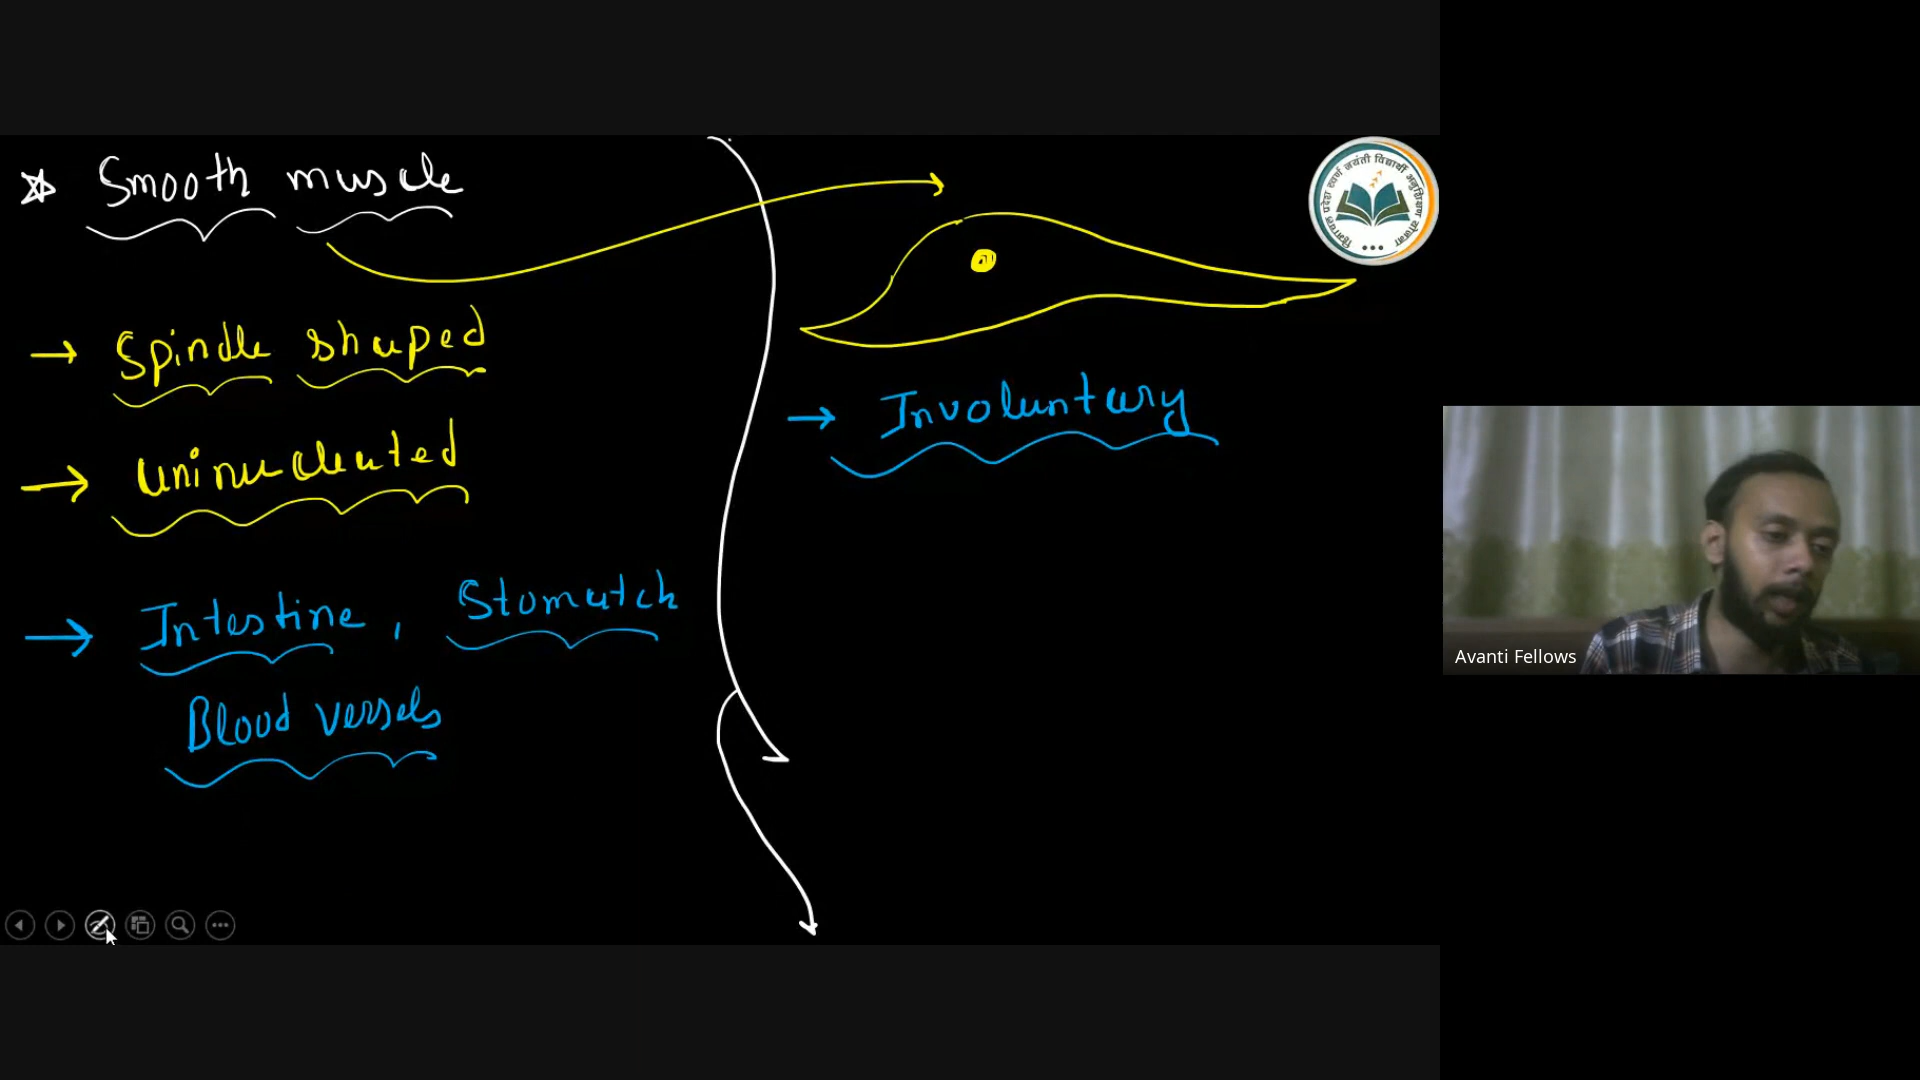 Smooth muscle
→ Spindle shaped
→ Uninucleated
→ Intestine, Stomatch
Blood vessels
→ Involuntary
Avanti Fellows